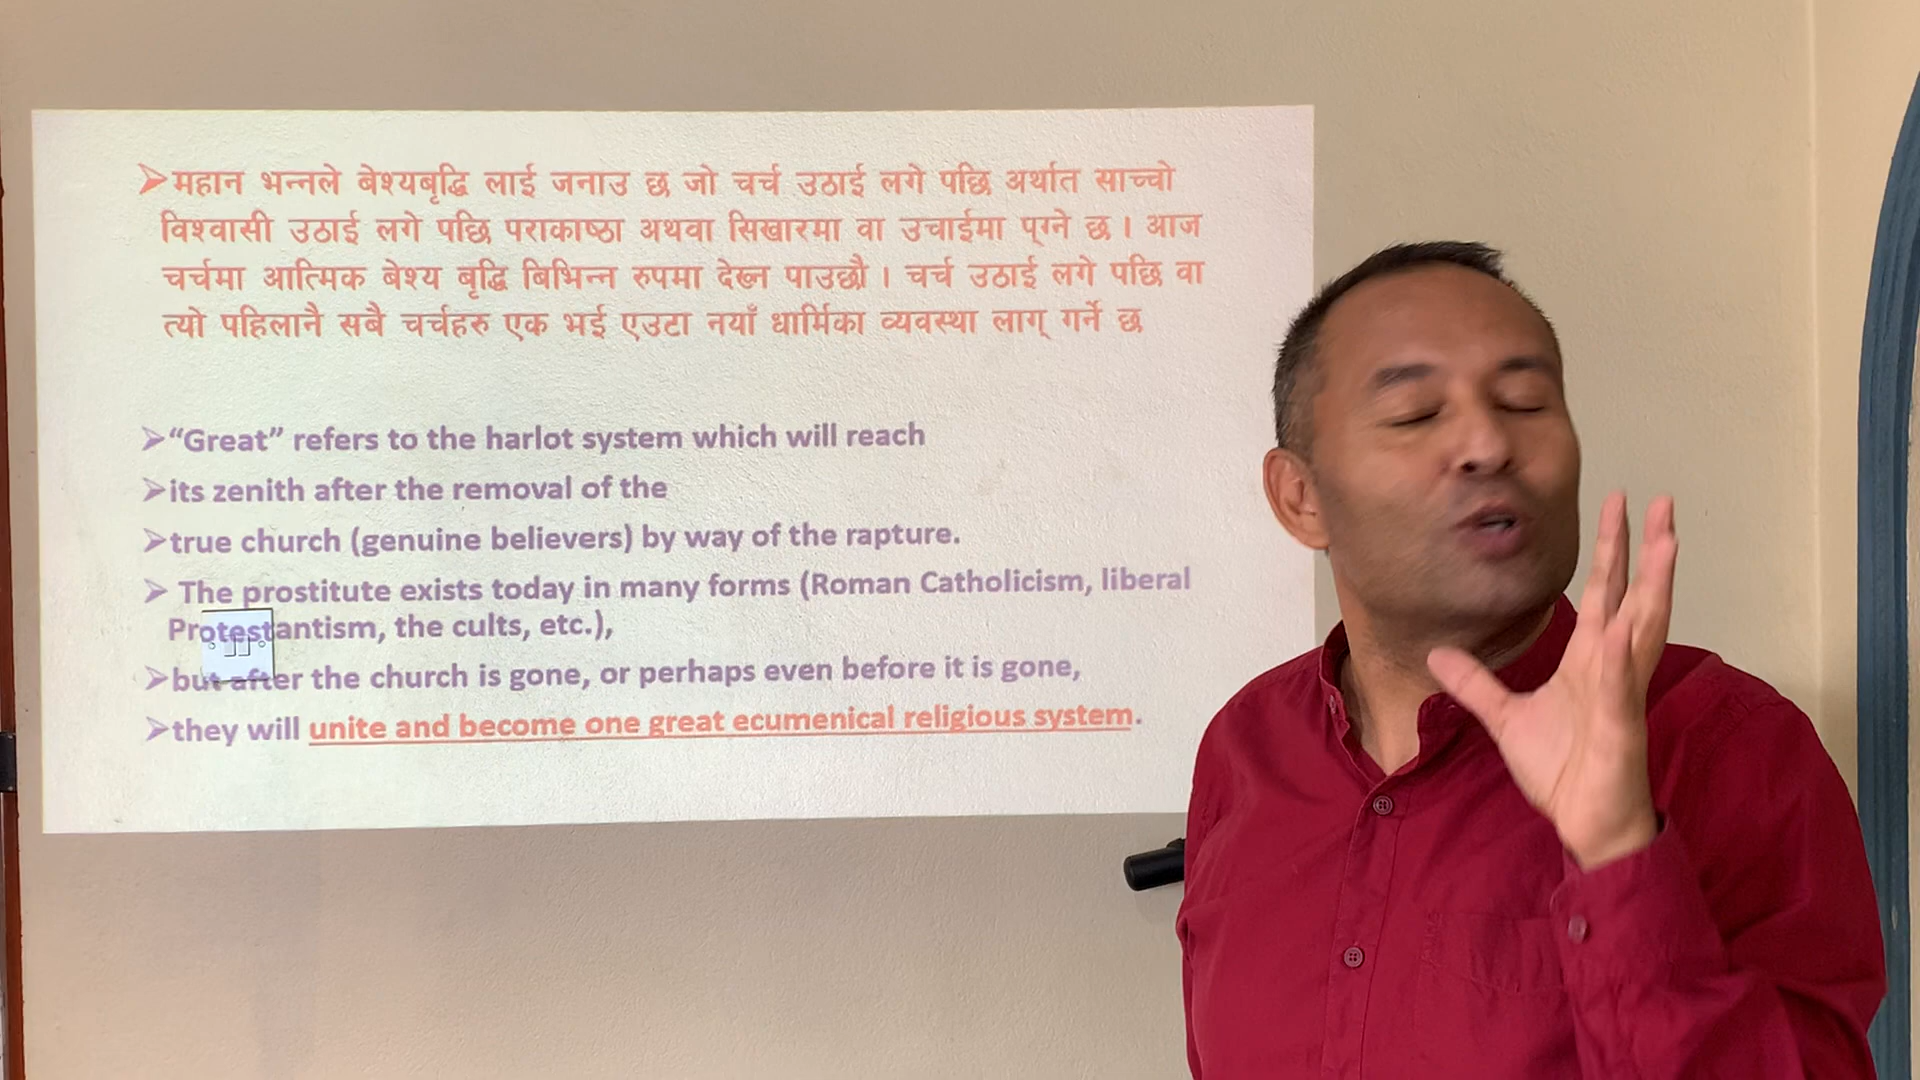 ➢महान भन्नले बेश्यबृद्धि लाई जनाउ छ जो चर्च उठाई लगे पछि अर्थात साच्चो
विश्वासी उठाई लगे पछि पराकाष्ठा अथवा सिखारमा वा उचाईमा प्ग्ने छ । आज
चर्चमा आत्मिक बेश्य बृद्धि बिभिन्न रुपमा देख्न पाउछौ । चर्च उठाई लगे पछि वा
त्यो पहिलानै सबै चर्चहरु एक भई एउटा नयाँ धार्मिका व्यवस्था लाग् गर्ने छ
➢“Great” refers to the harlot system which will reach
➢its zenith after the removal of the
➢true church (genuine believers) by way of the rapture.
➢ The prostitute exists today in many forms (Roman Catholicism, liberal
Protestantism, the cults, etc.),
➢but after the church is gone, or perhaps even before it is gone,
➢they will unite and become one great ecumenical religious system.